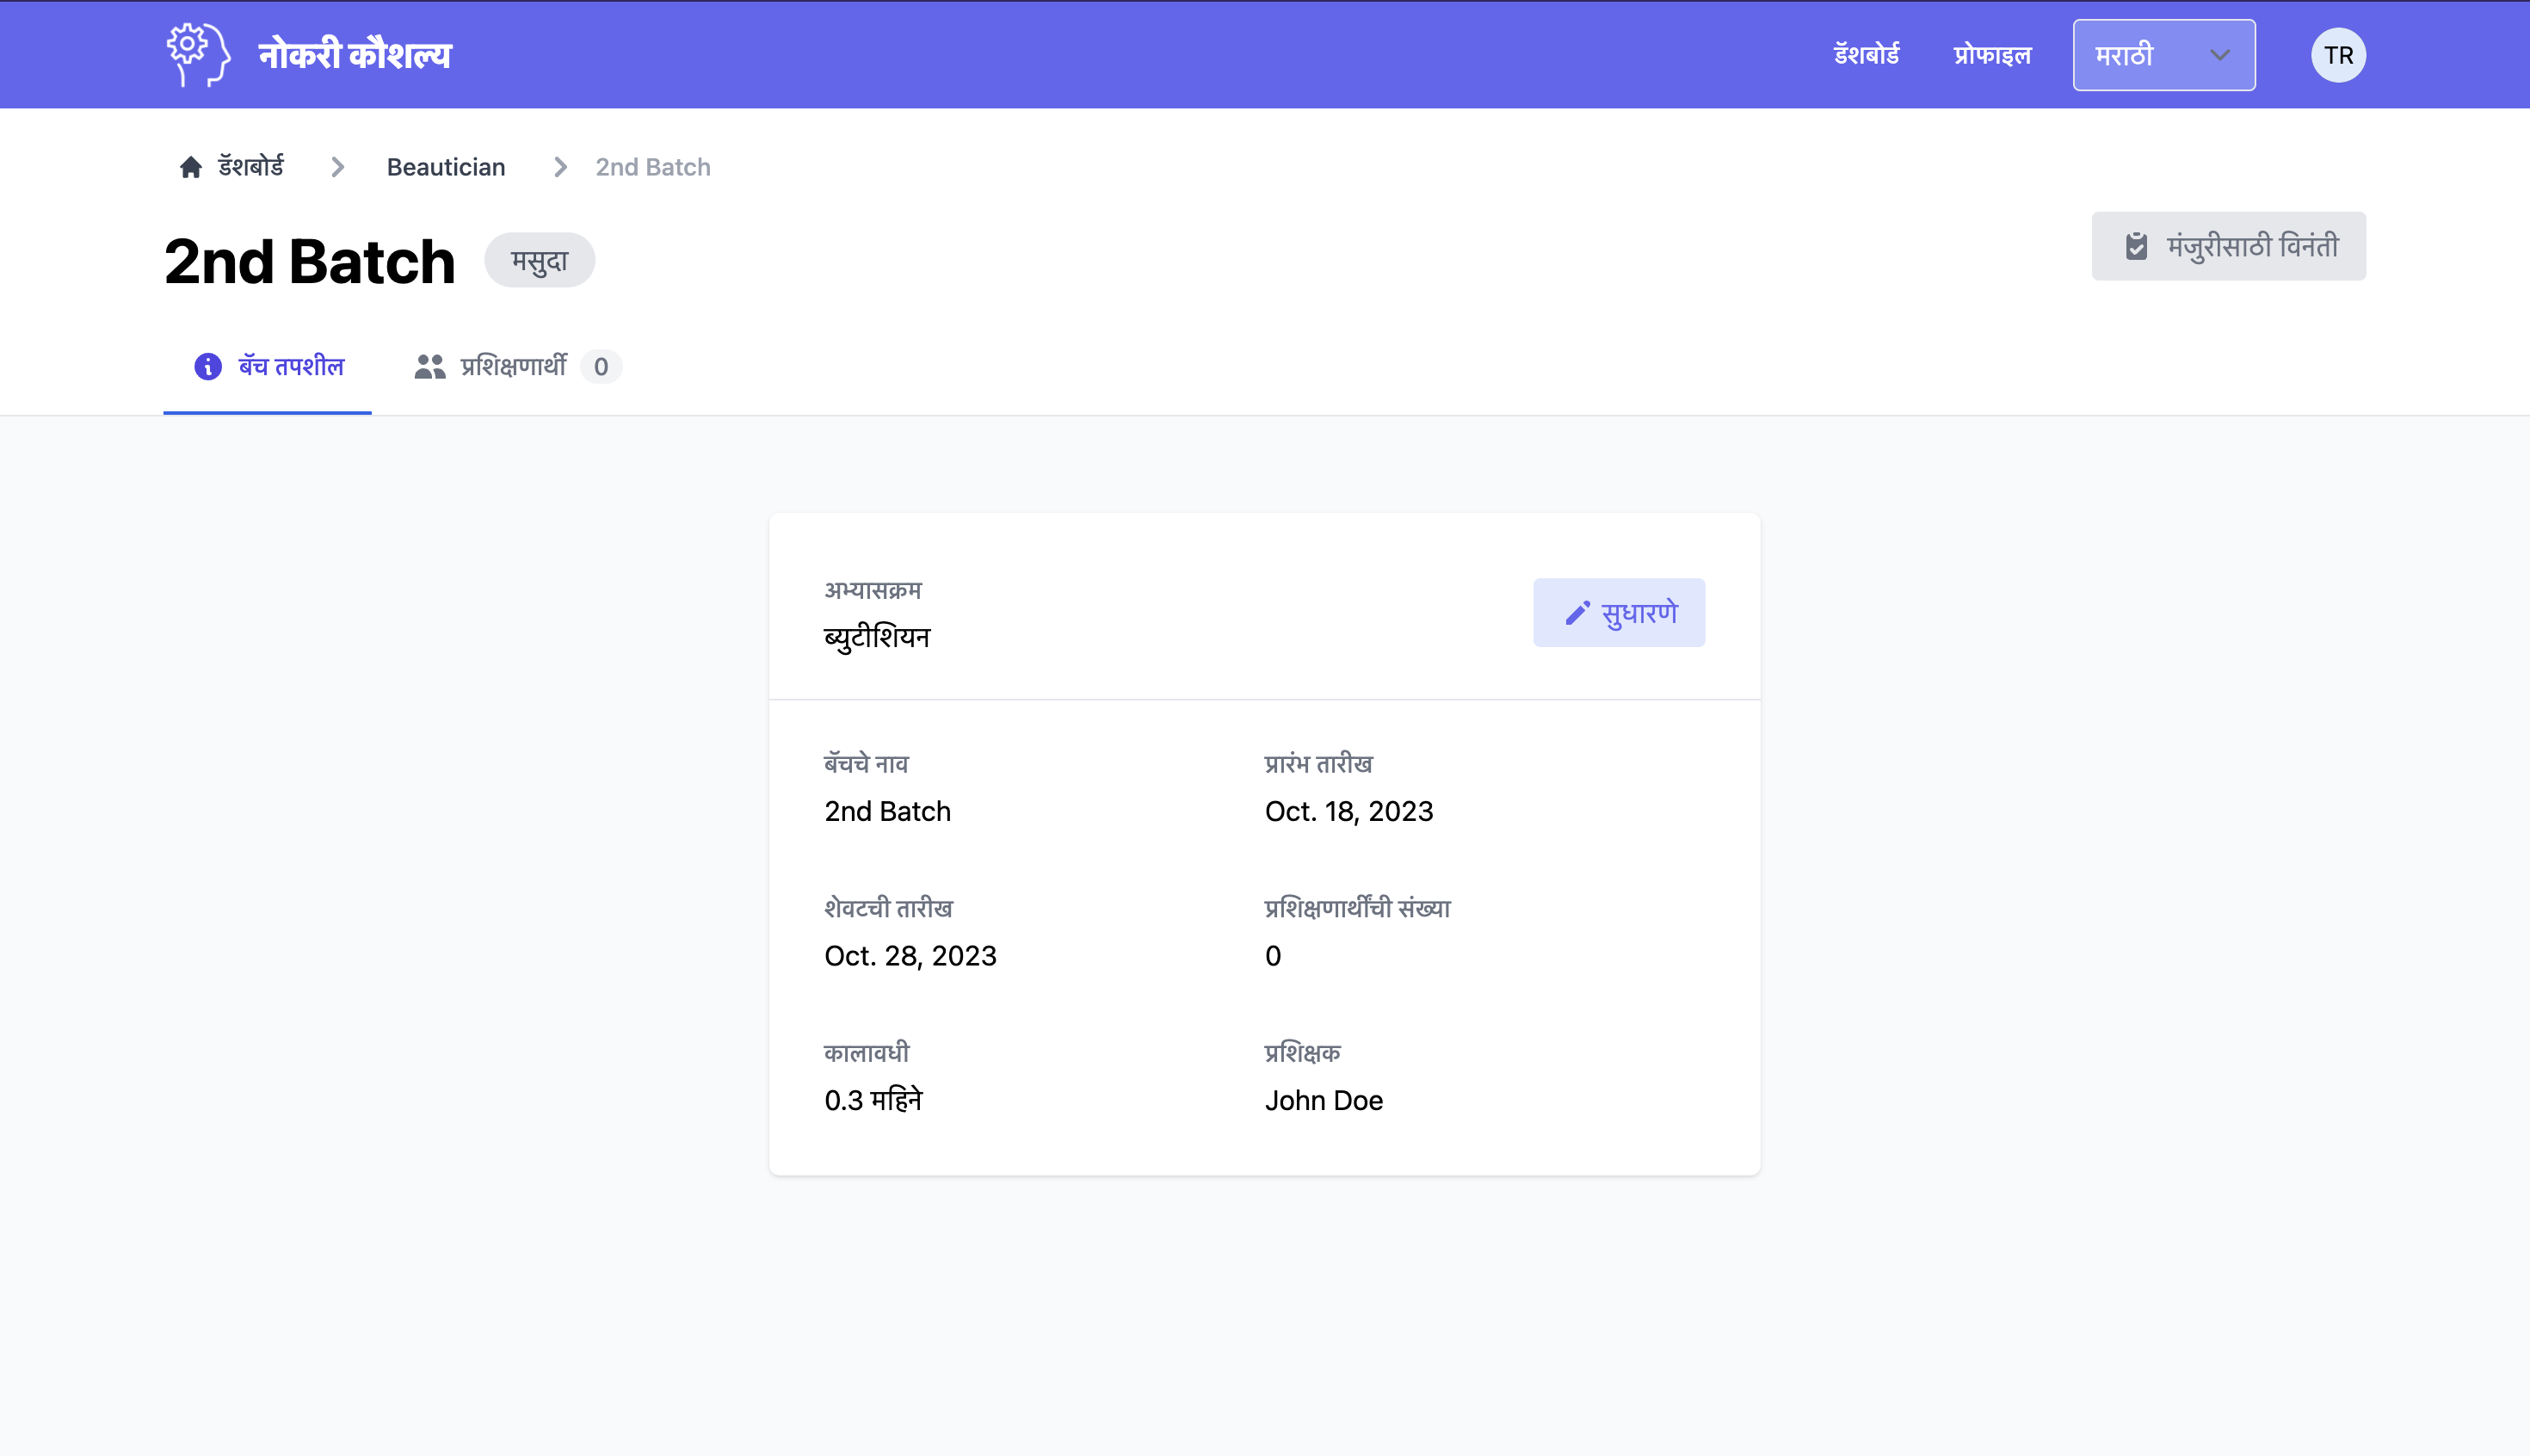 नोकरी कौशल्य
डॅशबोर्ड
प्रोफाइल
मराठी
TR
डॅशबोर्ड
Beautician
2nd Batch
2nd Batch
मसुदा
मंजुरीसाठी विनंती
बॅच तपशील
प्रशिक्षणार्थी 0
अभ्यासक्रम
ब्युटीशियन
सुधारणे
बॅचचे नाव
2nd Batch
प्रारंभ तारीख
Oct. 18, 2023
शेवटची तारीख
Oct. 28, 2023
प्रशिक्षणार्थींची संख्या
0
कालावधी
0.3 महिने
प्रशिक्षक
John Doe